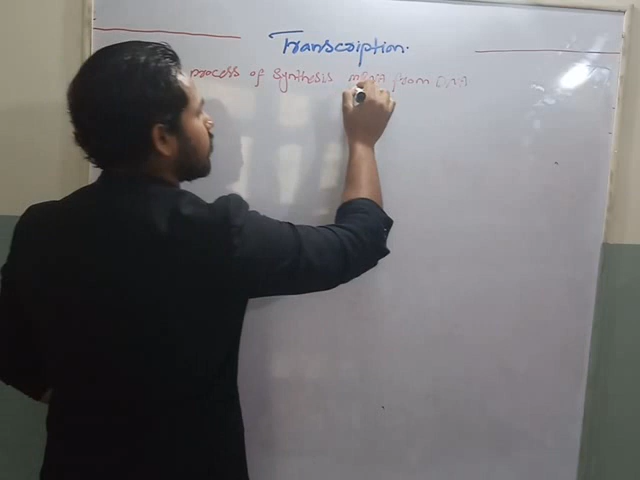 Transcription.
process of synthesis mRNA from DNA